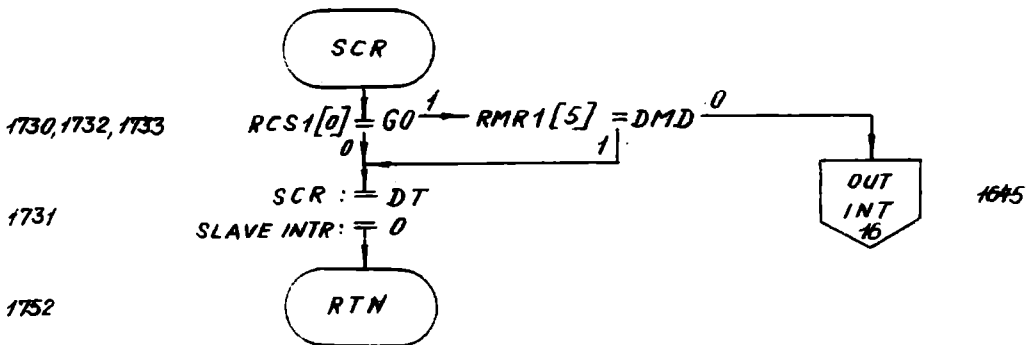 SCR
1730, 1732, 1733
RCS1[0] = GO
1
RMR1[5] = DMD
0
0
1
SCR := DT
1731
SLAVE INTR := 0
OUT
INT
16
1645
1752
RTN